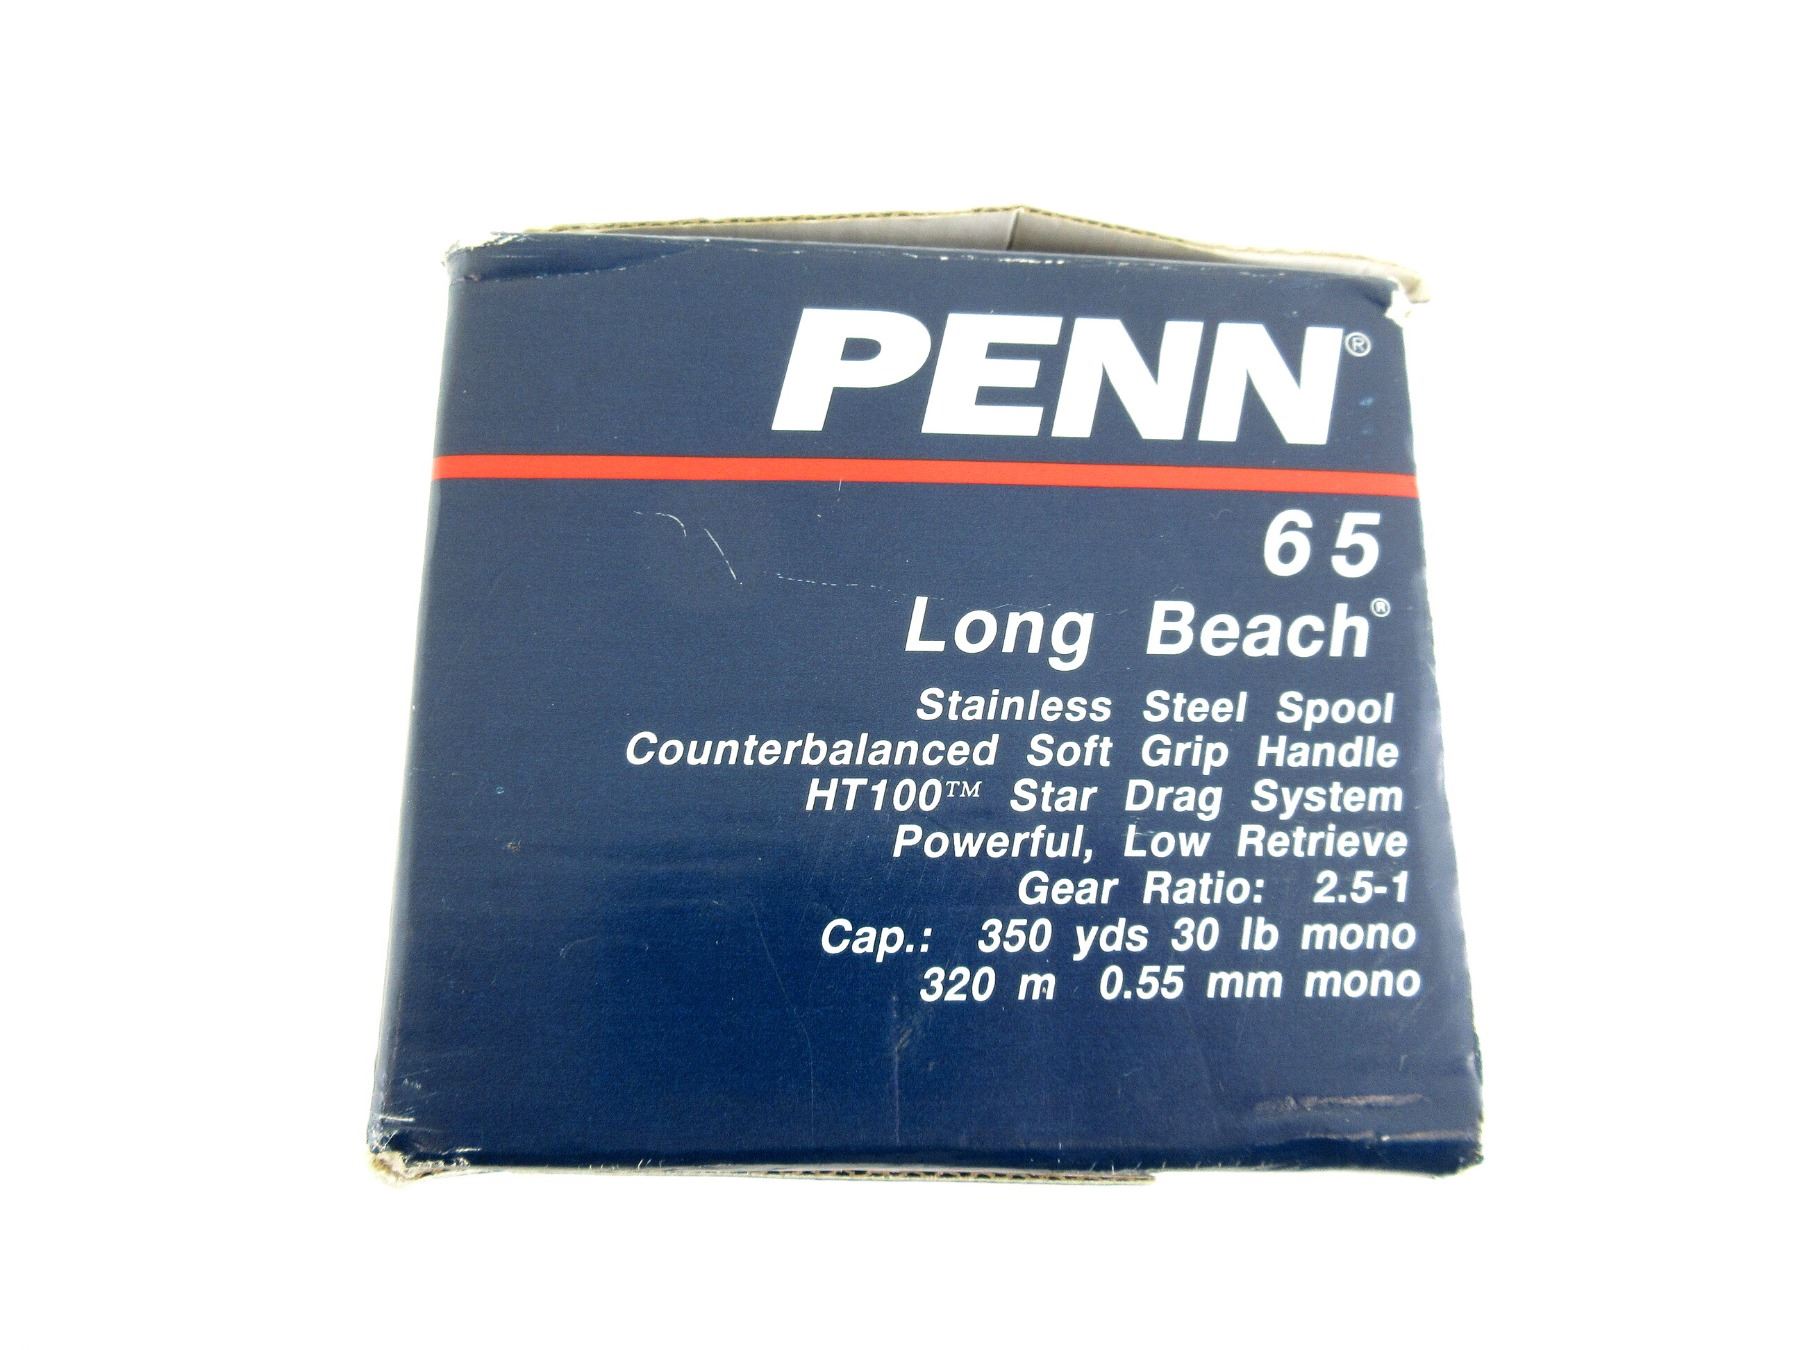 PENN®
65
Long Beach®
Stainless Steel Spool
Counterbalanced Soft Grip Handle
HT100™ Star Drag System
Powerful, Low Retrieve
Gear Ratio: 2.5-1
Cap.: 350 yds 30 lb mono
320 m 0.55 mm mono